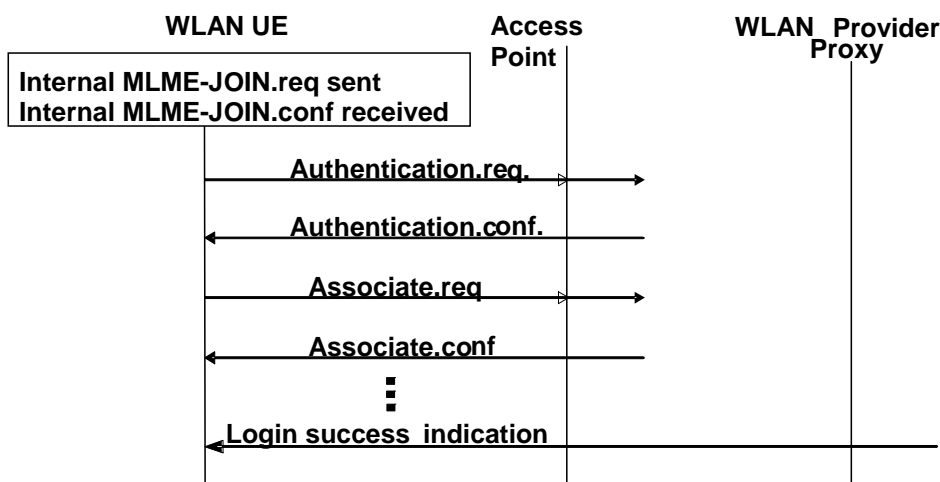 WLAN UE
Access
Point
WLAN Provider
Proxy
Internal MLME-JOIN.req sent
Internal MLME-JOIN.conf received
Authentication.req.
Authentication.conf.
Associate.req
Associate.conf
Login success indication